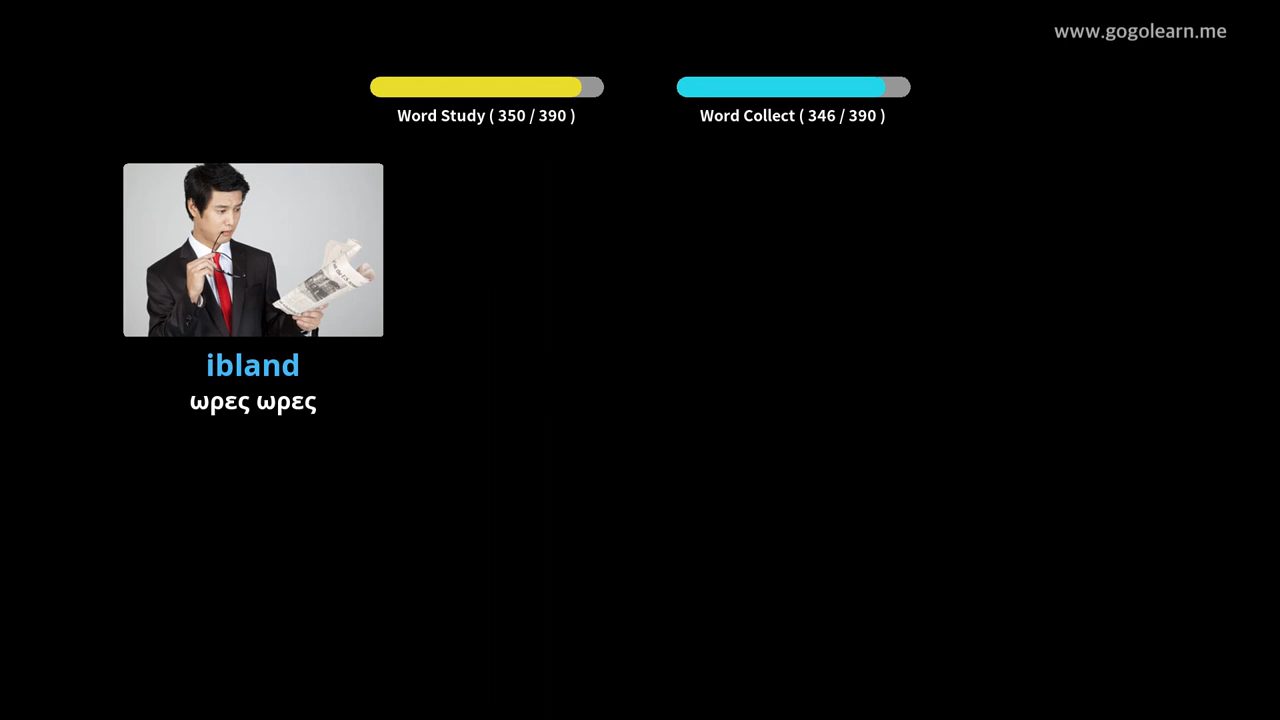 www.gogolearn.me
Word Study ( 350 / 390 )
Word Collect ( 346 / 390 )
ibland
ωρες ωρες